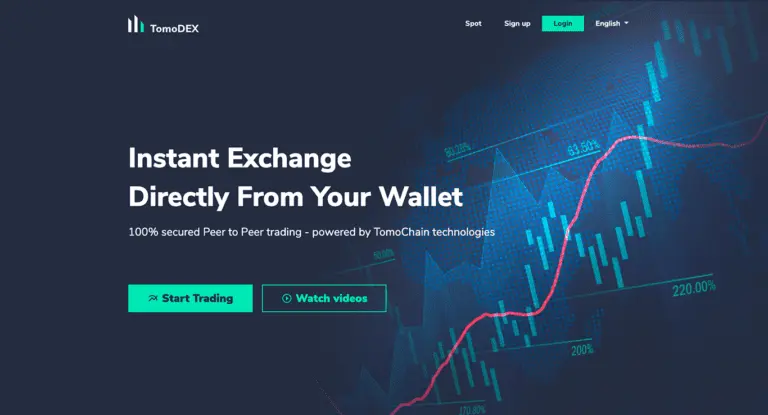 TomoDEX
Spot
Sign up
Login
English
Instant Exchange
Directly From Your Wallet
100% secured Peer to Peer trading - powered by TomoChain technologies
Start Trading
Watch videos
63.50%
220.00%
200%